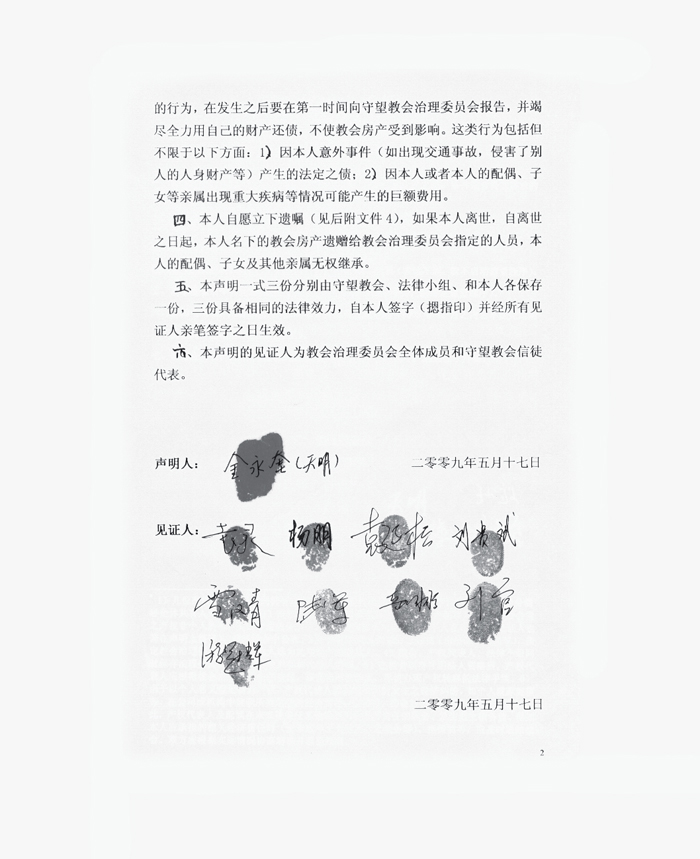 的行为，在发生之后要在第一时间向守望教会治理委员会报告，并竭
尽全力用自己的财产还债，不使教会房产受到影响。这类行为包括但
不限于以下方面：1）因本人意外事件（如出现交通事故，侵害了别
人的人身财产等）产生的法定之债；2）因本人或者本人的配偶、子
女等亲属出现重大疾病等情况可能产生的巨额费用。
四、本人自愿立下遗嘱（见后附文件4），如果本人离世，自离世
之日起，本人名下的教会房产遗赠给教会治理委员会指定的人员，本
人的配偶、子女及其他亲属无权继承。
五、本声明一式三份分别由守望教会、法律小组、和本人各保存
一份，三份具备相同的法律效力，自本人签字（摁指印）并经所有见
证人亲笔签字之日生效。
六、本声明的见证人为教会治理委员会全体成员和守望教会信徒
代表。
声明人： 金永奎（天明） 二零零九年五月十七日
见证人： 杨明 袁延松 刘贵斌
二零零九年五月十七日
2